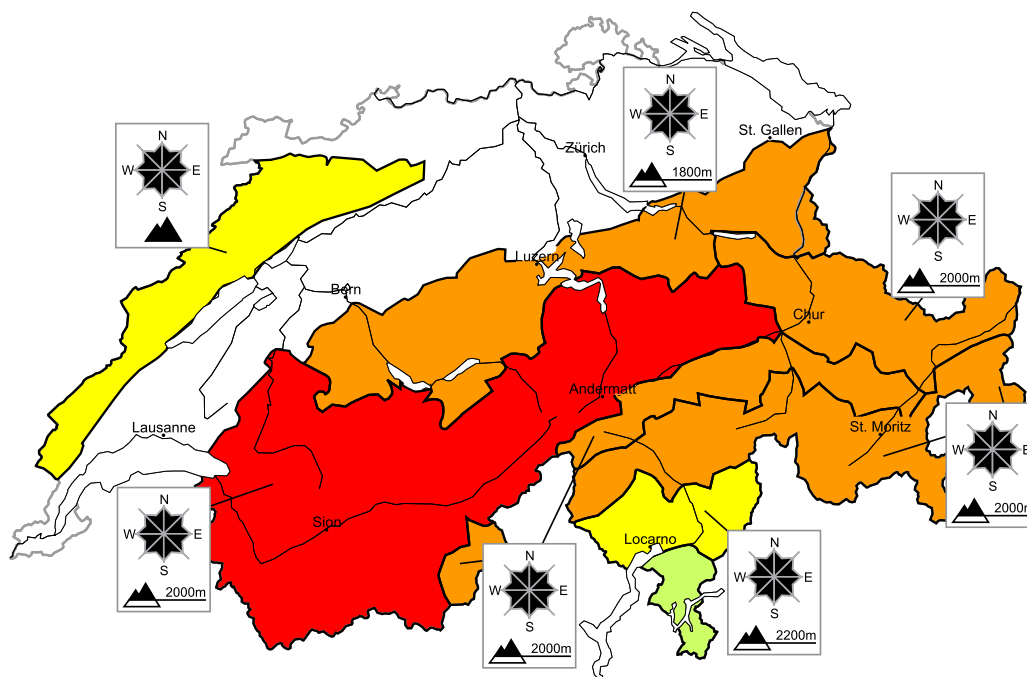 N
W E
S
1800m
St. Gallen
Zürich
N
W E
S
N
W E
S
2000m
Luzern
Bern
Chur
Andermatt
St. Moritz
Lausanne
N
W E
S
2000m
N
W E
S
2000m
Sion
Locarno
N
W E
S
2000m
N
W E
S
2200m